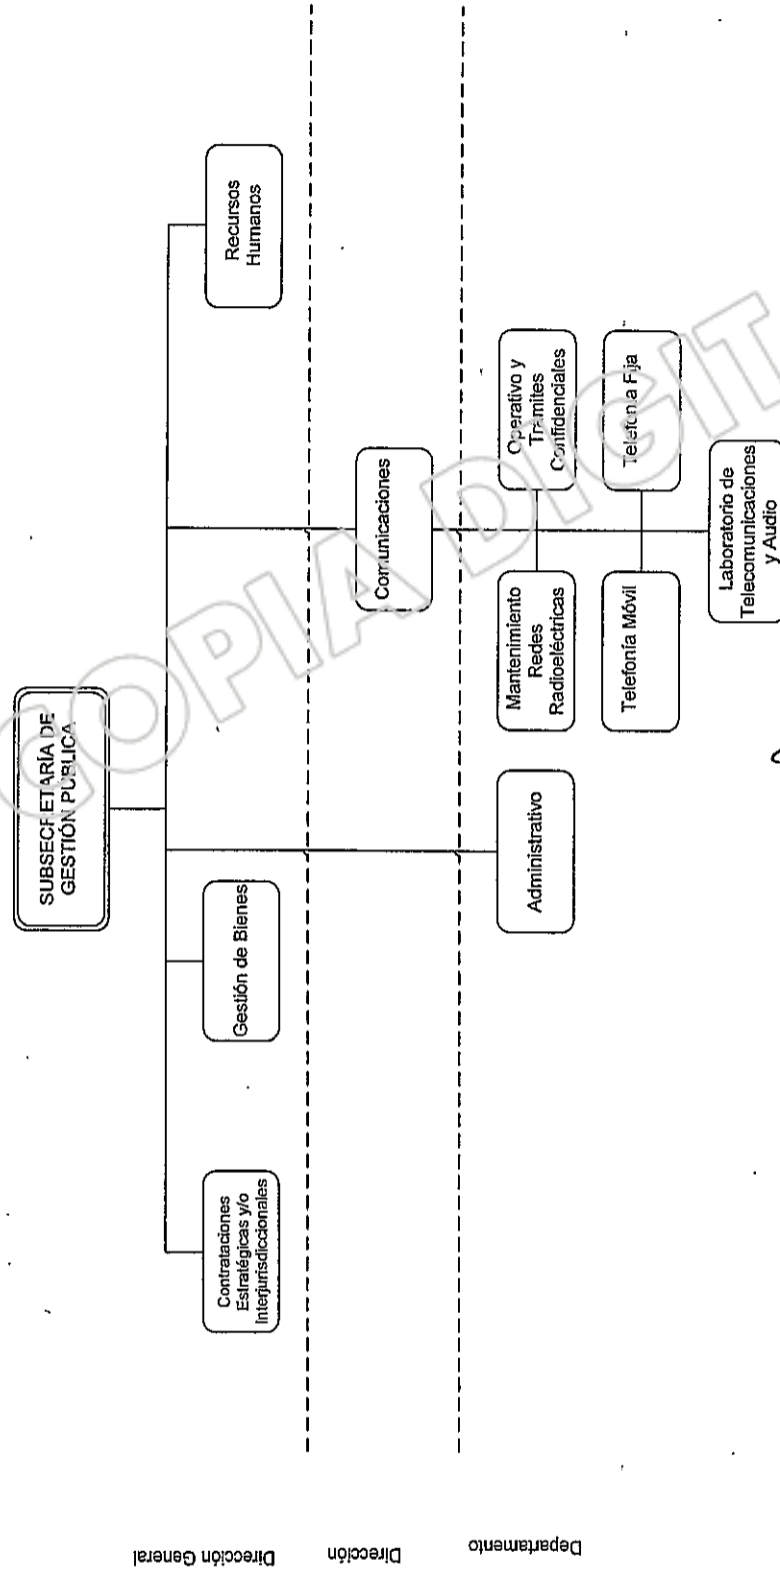 SUBSECRETARÍA DE
GESTIÓN PÚBLICA
Contrataciones
Estratégicas y/o
Interjurisdiccionales
Gestión de Bienes
Recursos
Humanos
Comunicaciones
Administrativo
Mantenimiento
Redes
Radioeléctricas
Operativo y
Tramites
Confidenciales
Telefonía Móvil
Telefonía Fija
Laboratorio de
Telecomunicaciones
y Audio
Dirección General
Dirección
Departamento
COPIA DIGIT